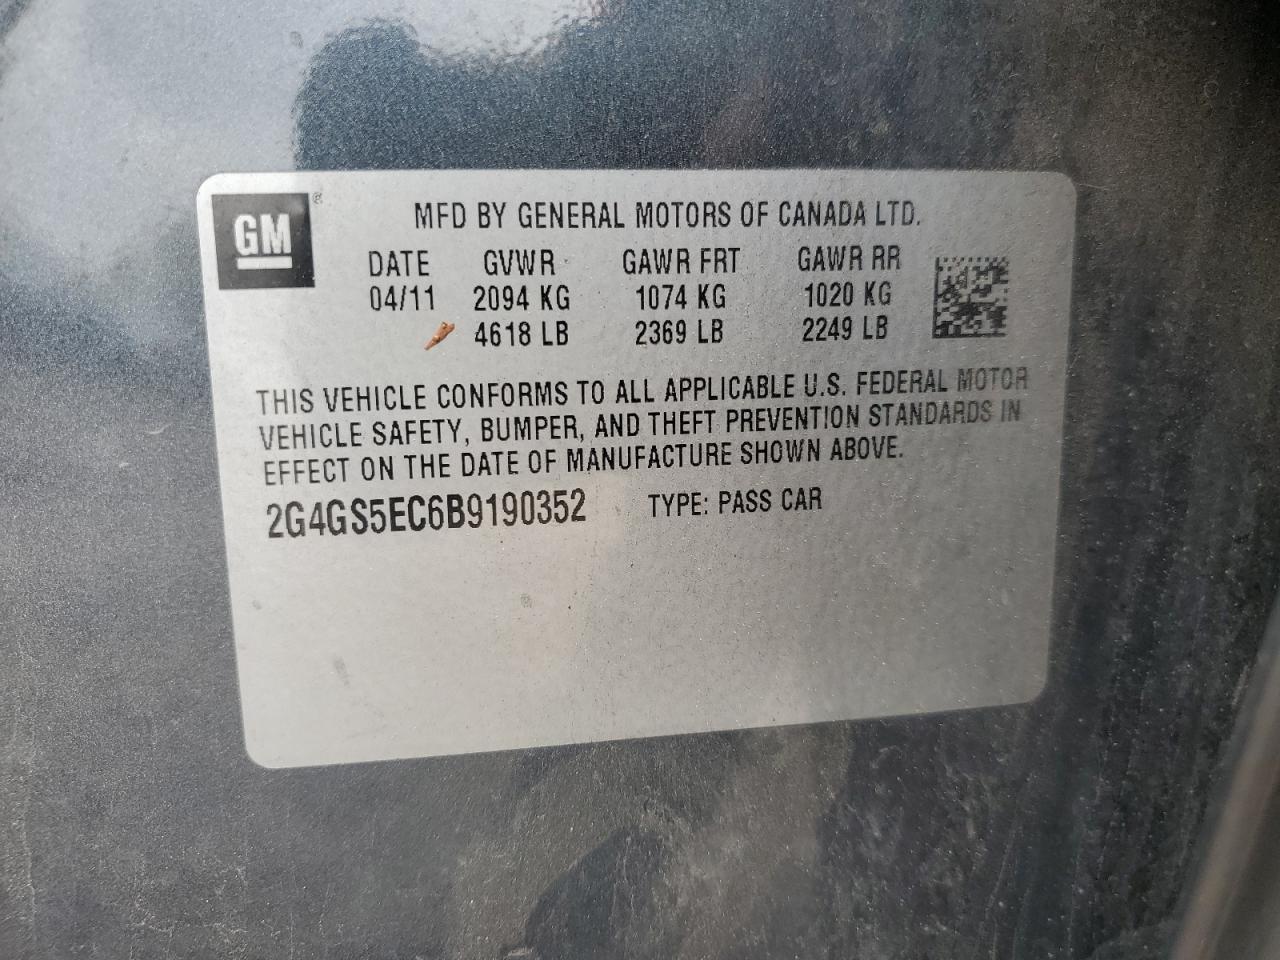 GM ®
MFD BY GENERAL MOTORS OF CANADA LTD.
DATE GVWR GAWR FRT GAWR RR
04/11 2094 KG 1074 KG 1020 KG
4618 LB 2369 LB 2249 LB
THIS VEHICLE CONFORMS TO ALL APPLICABLE U.S. FEDERAL MOTOR
VEHICLE SAFETY, BUMPER, AND THEFT PREVENTION STANDARDS IN
EFFECT ON THE DATE OF MANUFACTURE SHOWN ABOVE.
2G4GS5EC6B9190352 TYPE: PASS CAR